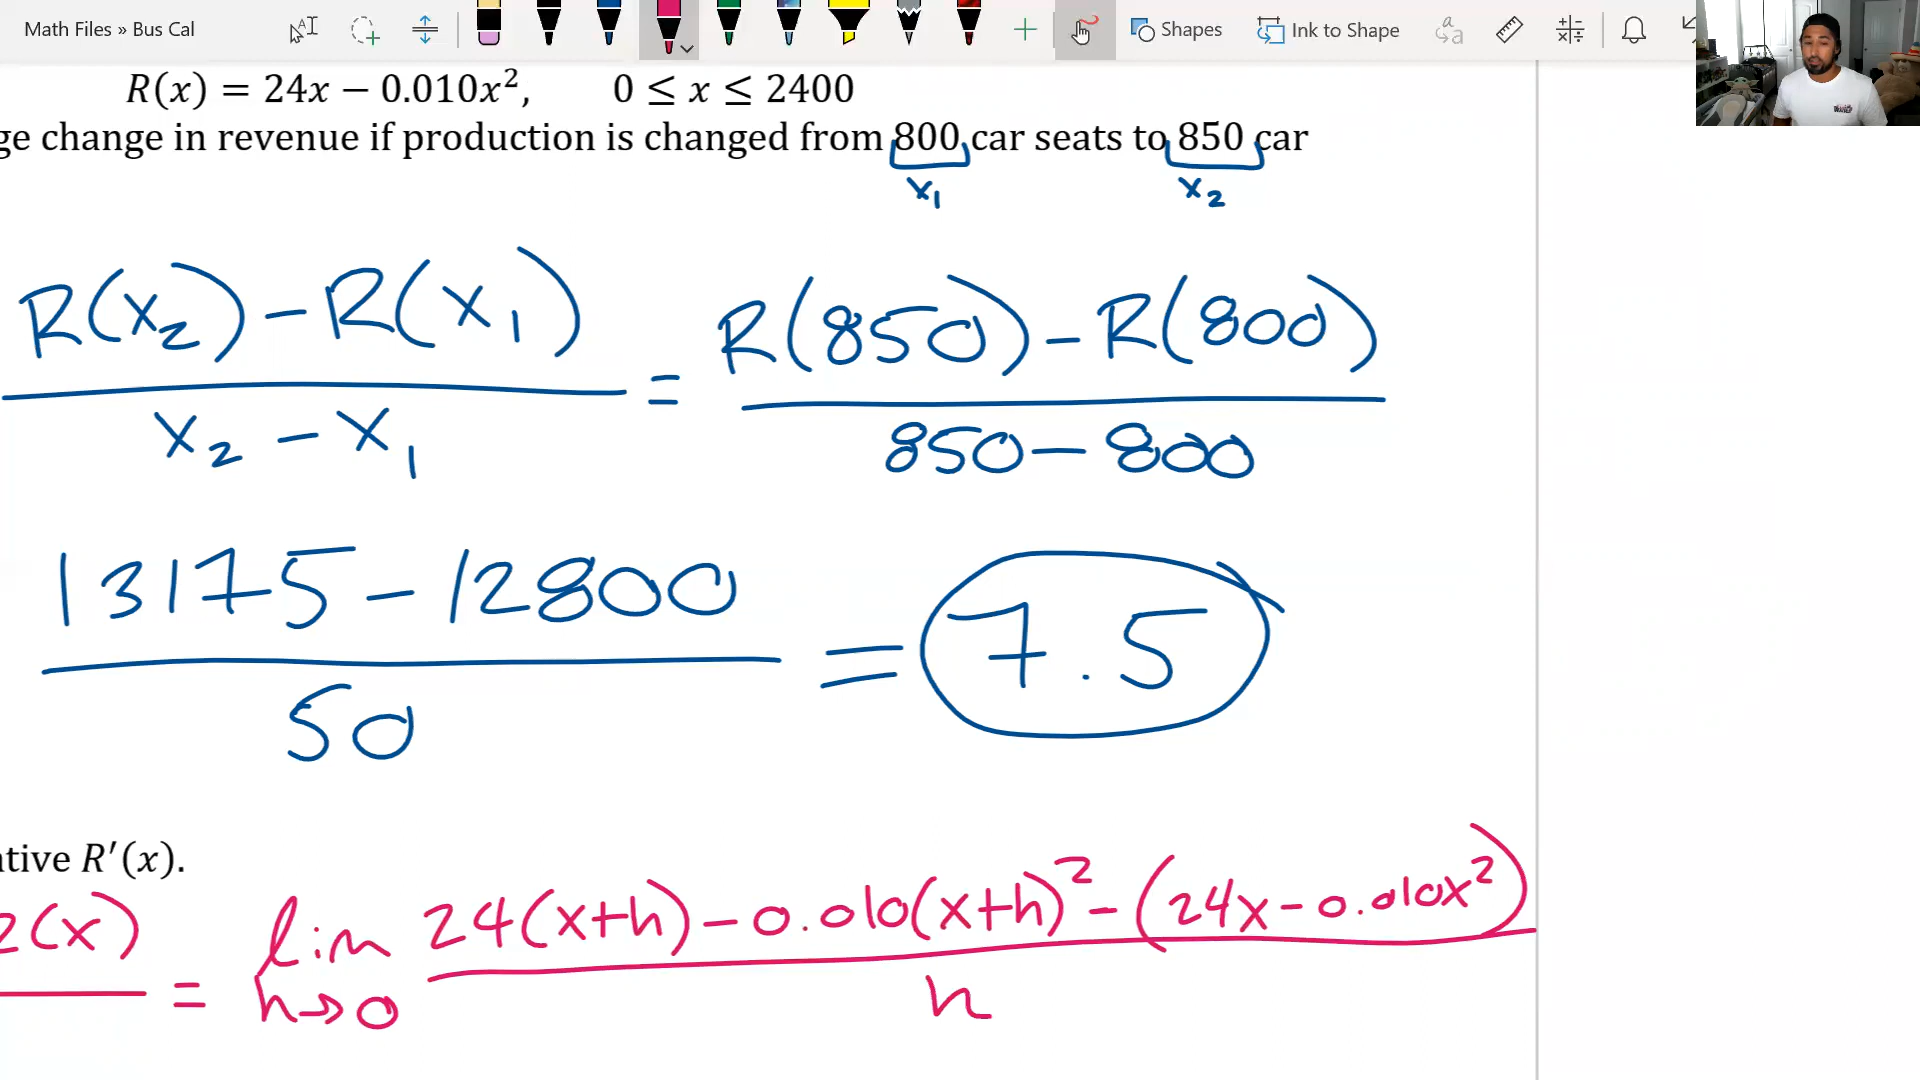 Math Files » Bus Cal
Shapes
Ink to Shape
R(x) = 24x − 0.010x², 0 ≤ x ≤ 2400
ge change in revenue if production is changed from 800 car seats to 850 car
x₁ x₂
R(x₂) − R(x₁) = R(850) − R(800)
x₂ − x₁ 850 − 800
13175 − 12800 = 7.5
50
ative R′(x).
(x) = lim 24(x+h) − 0.010(x+h)² − (24x − 0.010x²)
h→0 h